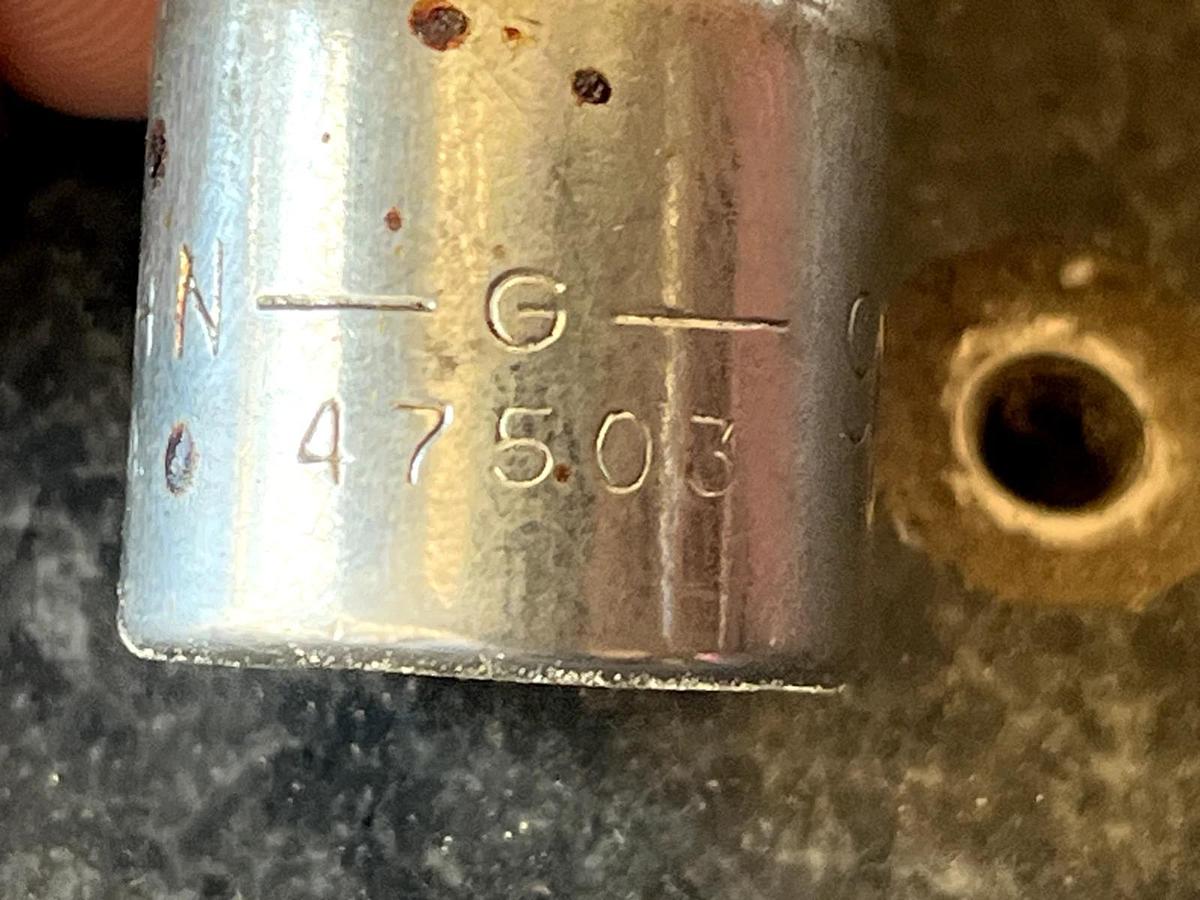 N — G —
47503